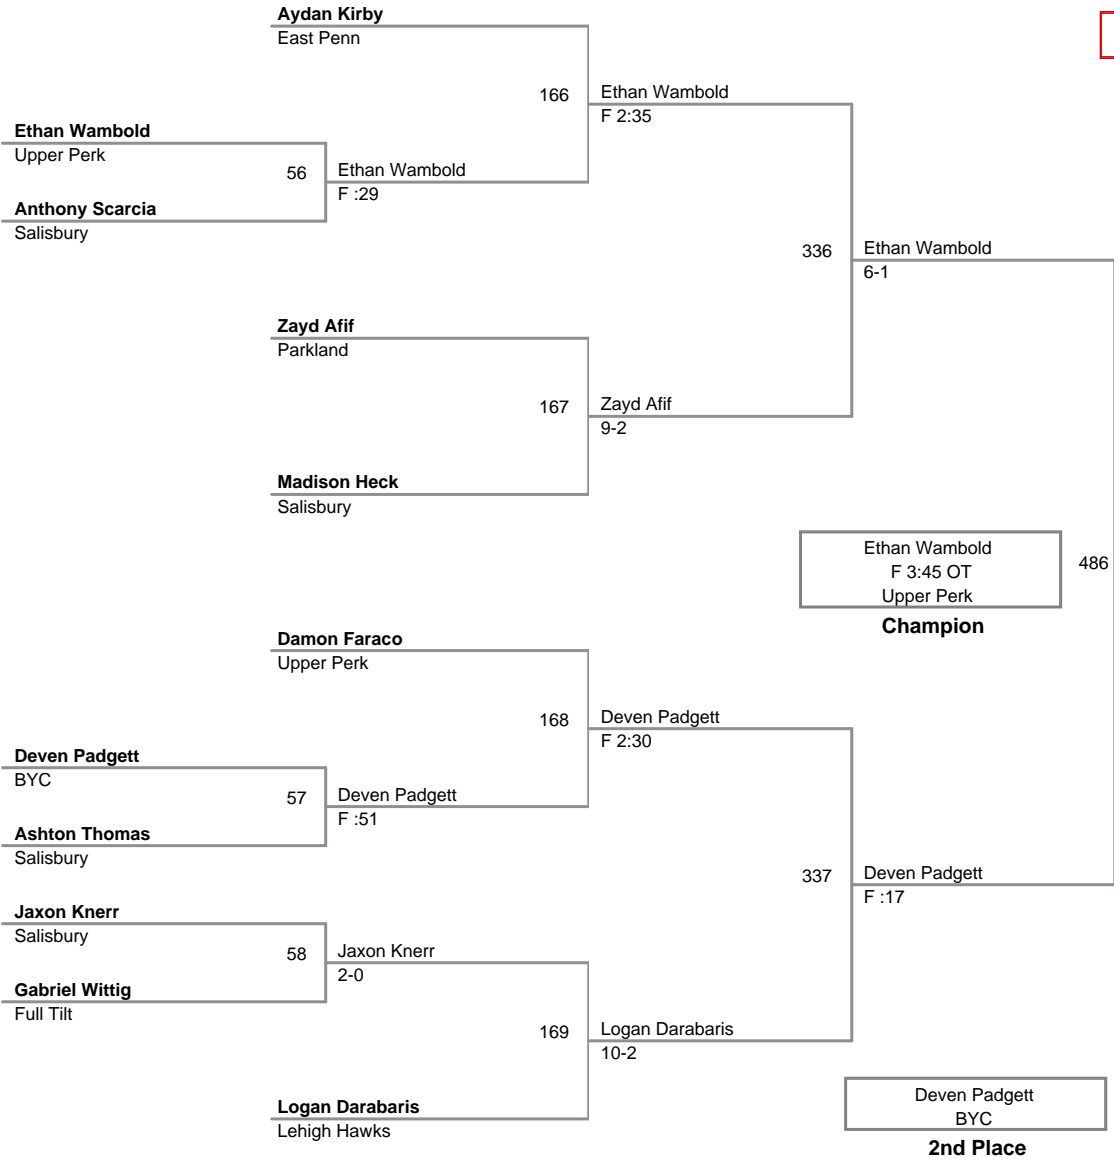 Aydan Kirby
East Penn
166
Ethan Wambold
F 2:35
Ethan Wambold
Upper Perk
56
Ethan Wambold
F :29
Anthony Scarcia
Salisbury
336
Ethan Wambold
6-1
Zayd Afif
Parkland
167
Zayd Afif
9-2
Madison Heck
Salisbury
Ethan Wambold
F 3:45 OT
Upper Perk
486
Champion
Damon Faraco
Upper Perk
168
Deven Padgett
F 2:30
Deven Padgett
BYC
57
Deven Padgett
F :51
Ashton Thomas
Salisbury
337
Deven Padgett
F :17
Jaxon Knerr
Salisbury
58
Jaxon Knerr
2-0
Gabriel Wittig
Full Tilt
169
Logan Darabaris
10-2
Logan Darabaris
Lehigh Hawks
Deven Padgett
BYC
2nd Place